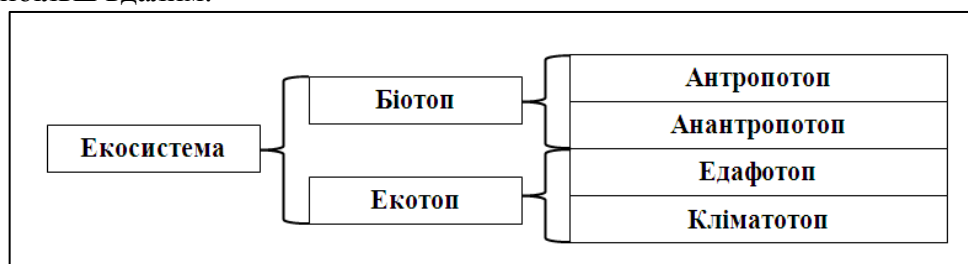 Антропотоп
Біотоп
Анантропотоп
Екосистема
Едафотоп
Екотоп
Кліматотоп